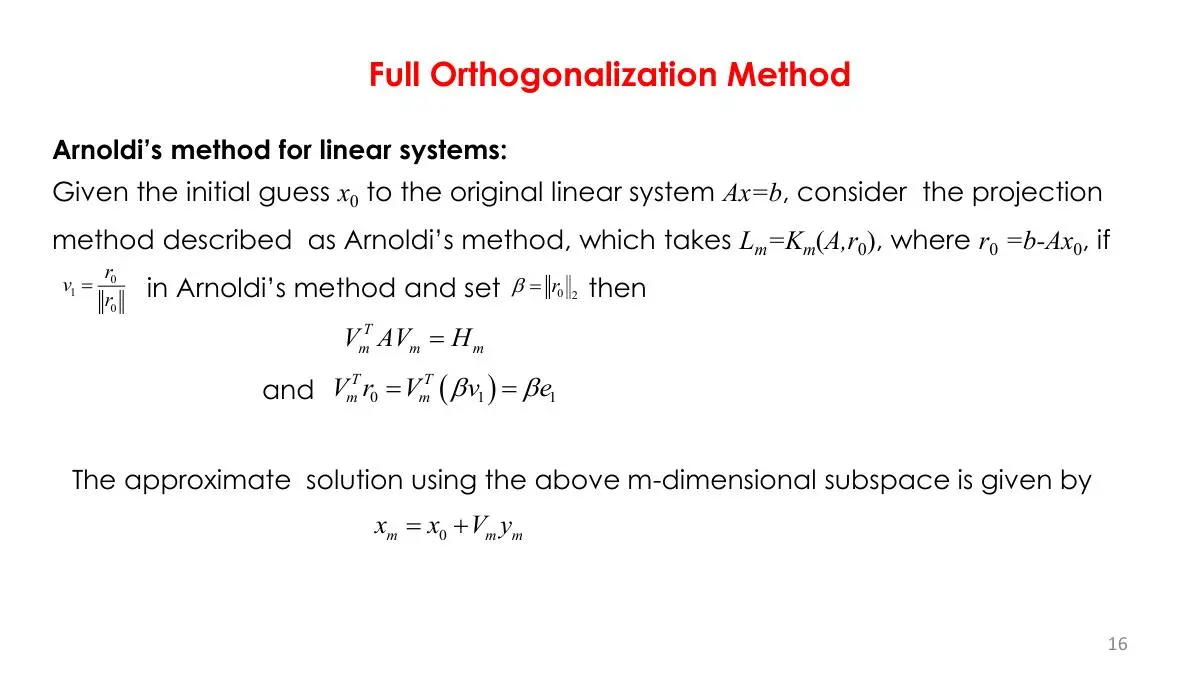 Full Orthogonalization Method
Arnoldi’s method for linear systems:
Given the initial guess x₀ to the original linear system Ax=b, consider the projection
method described as Arnoldi’s method, which takes Lₘ=Kₘ(A,r₀), where r₀ =b-Ax₀, if
v₁ = r₀/‖r₀‖ in Arnoldi’s method and set β = ‖r₀‖₂ then
Vₘᵀ AVₘ = Hₘ
and Vₘᵀ r₀ = Vₘᵀ (βv₁) = βe₁
The approximate solution using the above m-dimensional subspace is given by
xₘ = x₀ + Vₘyₘ
16